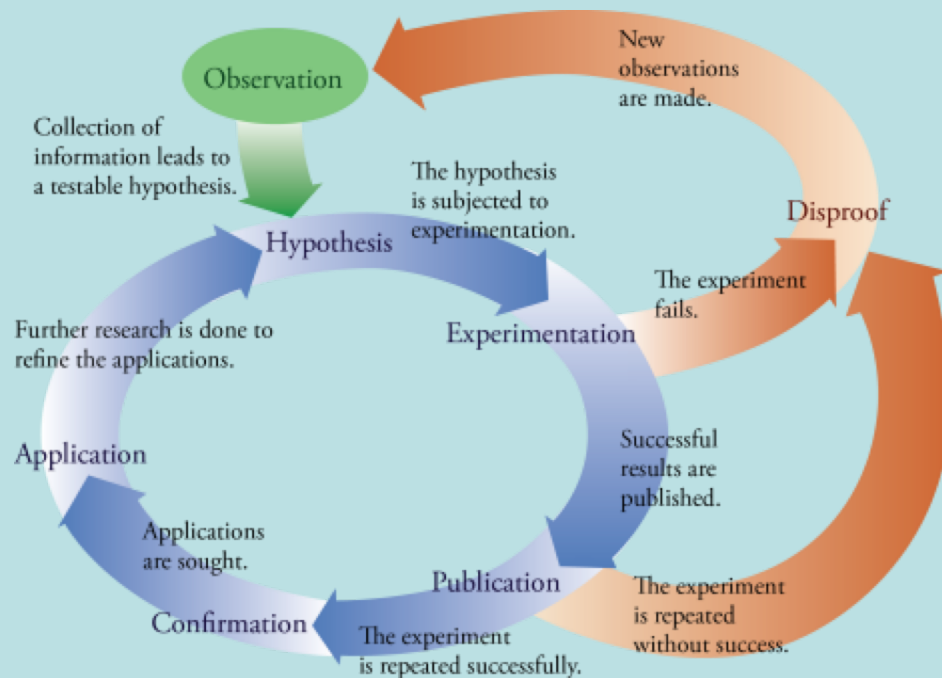 Observation
Collection of
information leads to
a testable hypothesis.
New
observations
are made.
The hypothesis
is subjected to
experimentation.
Hypothesis
Disproof
The experiment
fails.
Experimentation
Further research is done to
refine the applications.
Successful
results are
published.
Application
Applications
are sought.
Publication
The experiment
is repeated
without success.
Confirmation
The experiment
is repeated successfully.